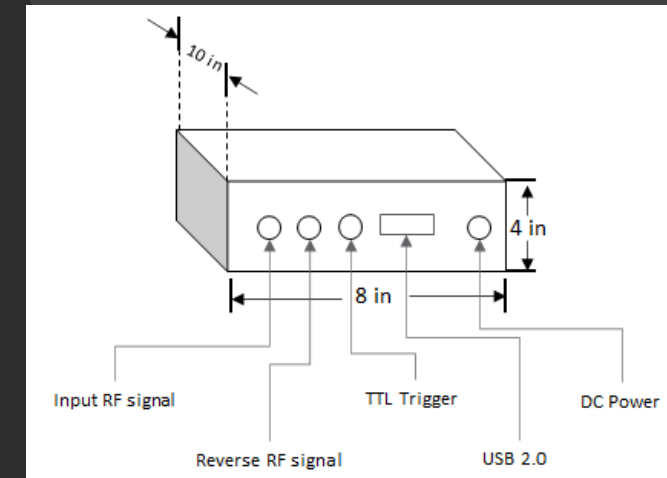 10 in
4 in
8 in
Input RF signal
TTL Trigger
DC Power
Reverse RF signal
USB 2.0